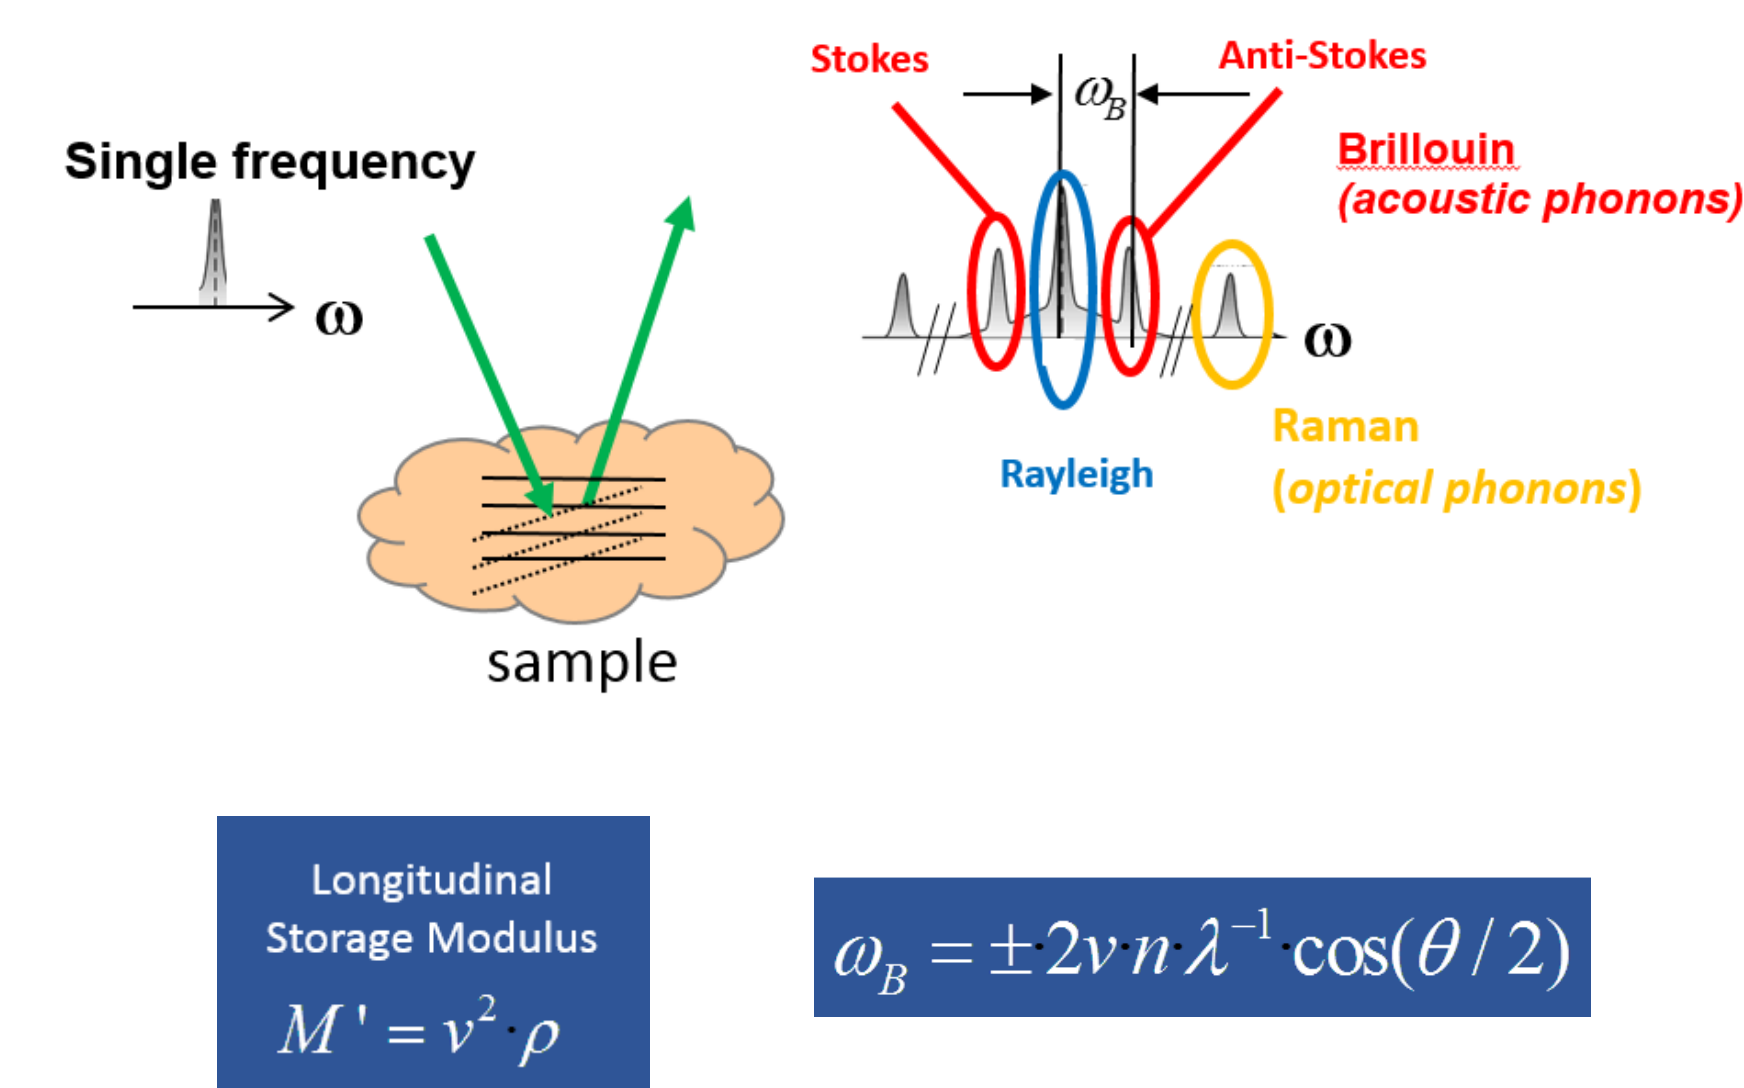 Single frequency
ω
sample
Stokes
Anti-Stokes
ω_B
Brillouin
(acoustic phonons)
ω
Rayleigh
Raman
(optical phonons)
Longitudinal
Storage Modulus
M ' = v²·ρ
ω_B = ±·2v·n·λ⁻¹·cos(θ / 2)